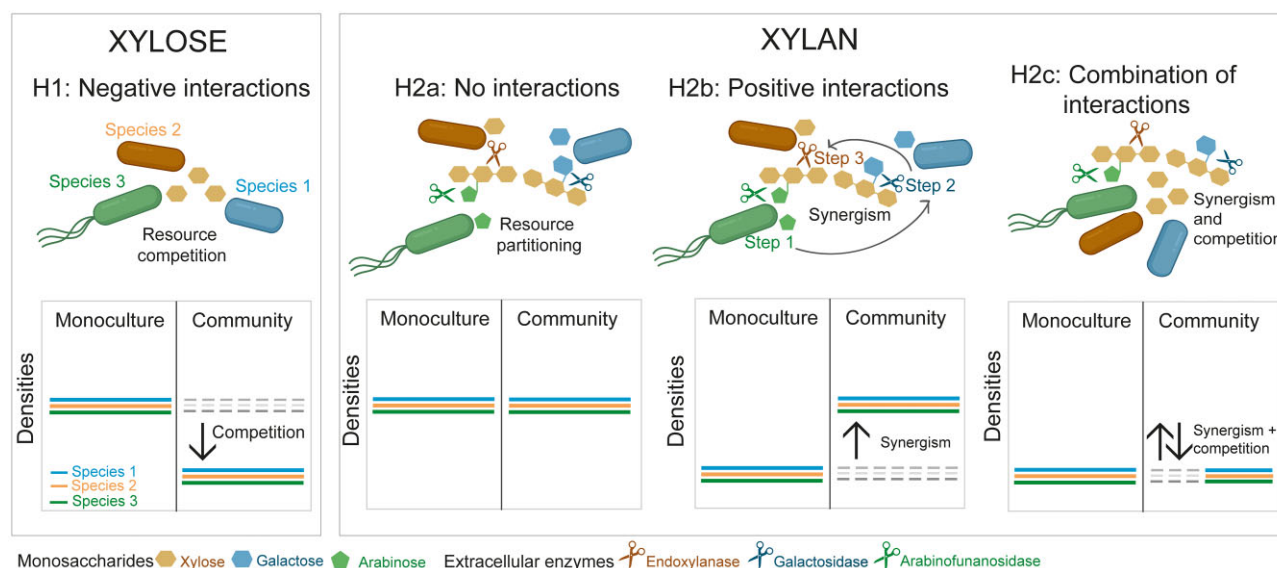 XYLOSE
H1: Negative interactions
Species 2
Species 3
Species 1
Resource
competition
Monoculture
Community
Densities
Competition
Species 1
Species 2
Species 3
XYLAN
H2a: No interactions
Resource
partitioning
Monoculture
Community
Densities
H2b: Positive interactions
Step 3
Step 2
Synergism
Step 1
Monoculture
Community
Densities
Synergism
H2c: Combination of
interactions
Synergism
and
competition
Monoculture
Community
Densities
Synergism +
competition
Monosaccharides Xylose Galactose Arabinose Extracellular enzymes Endoxylanase Galactosidase Arabinofunanosidase